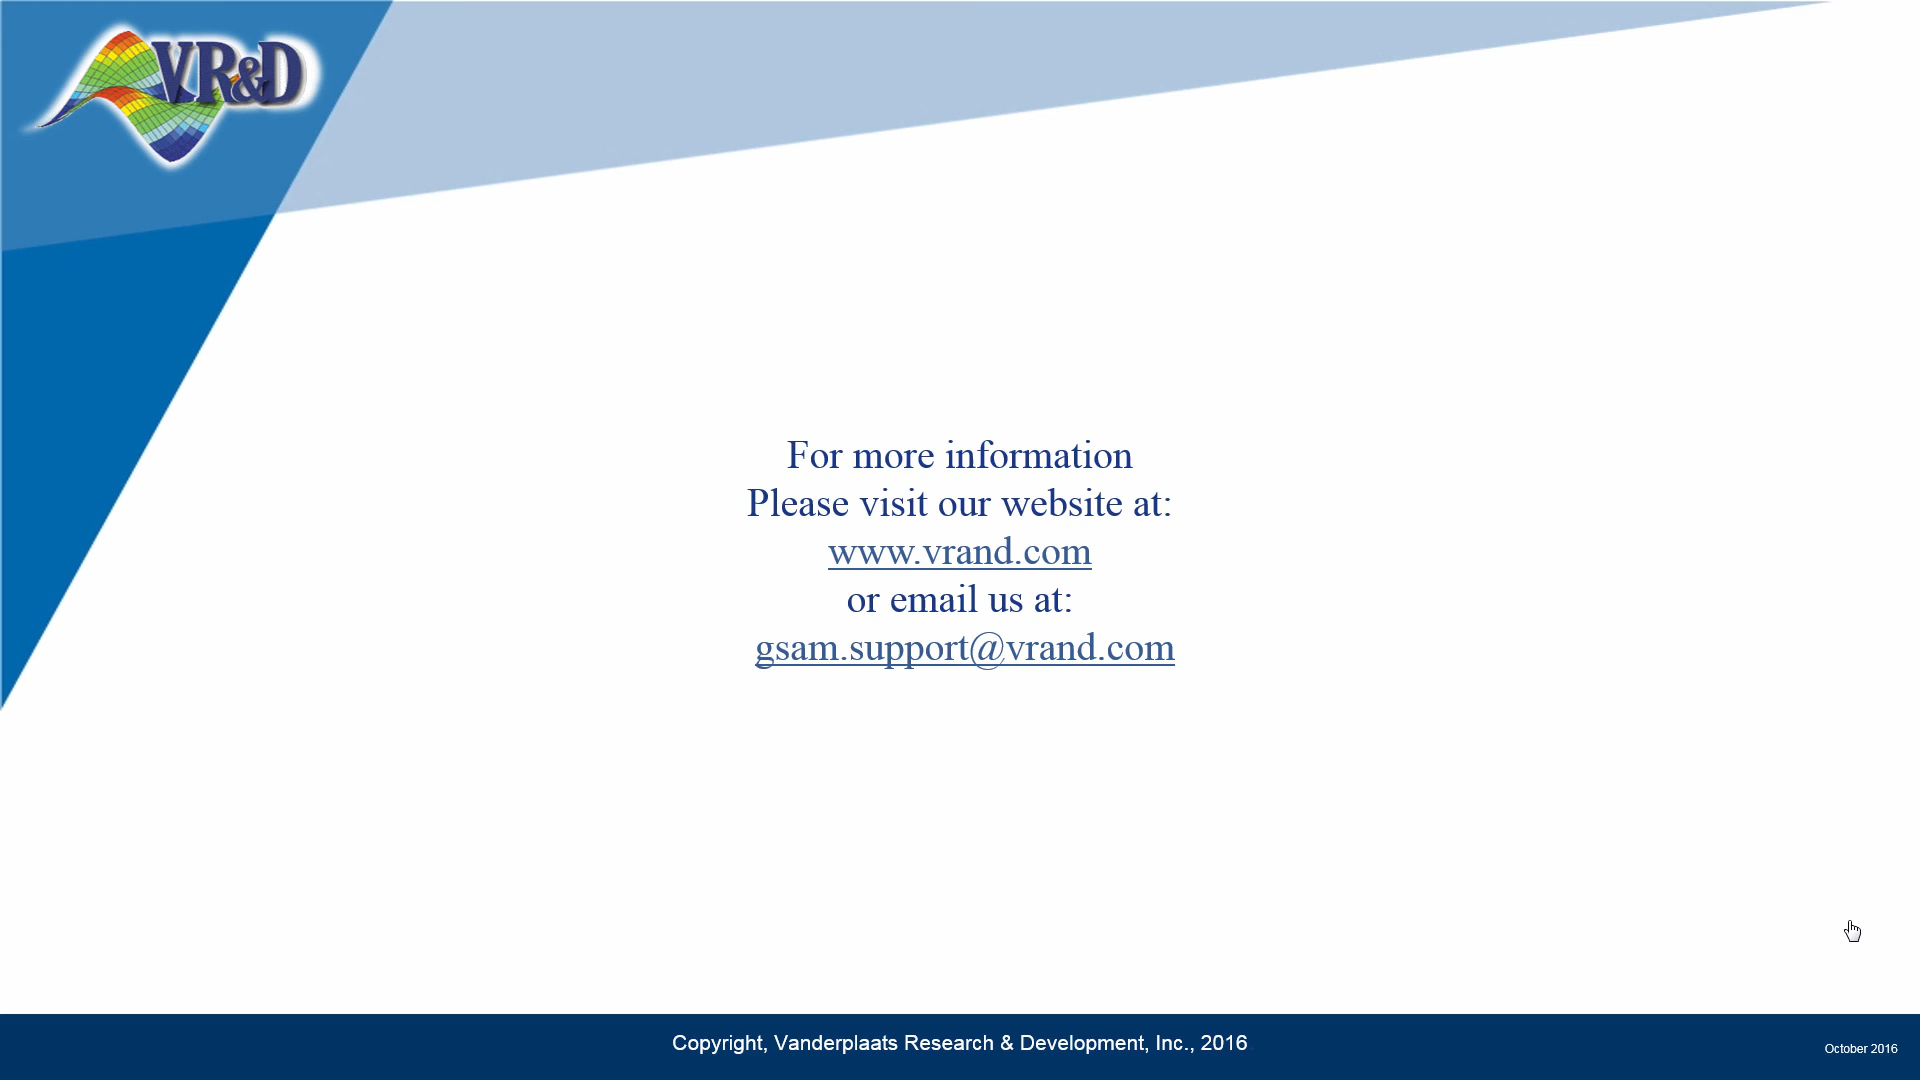 VR&D
For more information
Please visit our website at:
www.vrand.com
or email us at:
gsam.support@vrand.com
Copyright, Vanderplaats Research & Development, Inc., 2016
October 2016